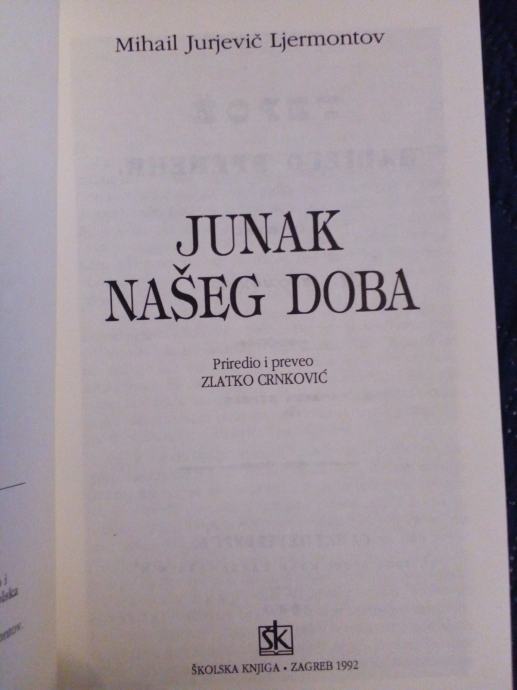 Mihail Jurjevič Ljermontov
JUNAK
NAŠEG DOBA
Priredio i preveo
ZLATKO CRNKOVIĆ
šk
ŠKOLSKA KNJIGA • ZAGREB 1992